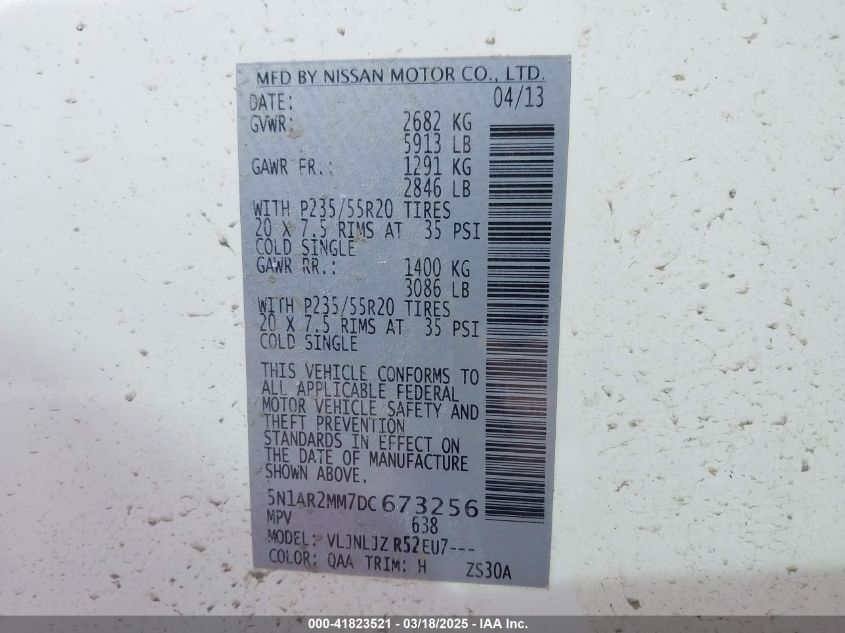 MFD BY NISSAN MOTOR CO., LTD.
DATE: 04/13
GVWR: 2682 KG
5913 LB
GAWR FR.: 1291 KG
2846 LB
WITH P235/55R20 TIRES
20 X 7.5 RIMS AT 35 PSI
COLD SINGLE
GAWR RR.: 1400 KG
3086 LB
WITH P235/55R20 TIRES
20 X 7.5 RIMS AT 35 PSI
COLD SINGLE
THIS VEHICLE CONFORMS TO
ALL APPLICABLE FEDERAL
MOTOR VEHICLE SAFETY AND
THEFT PREVENTION
STANDARDS IN EFFECT ON
THE DATE OF MANUFACTURE
SHOWN ABOVE.
5N1AR2MM7DC673256
MPV 638
MODEL: VLJNLJZ R52EU7---
COLOR: QAA TRIM: H ZS30A
000-41823521 - 03/18/2025 - IAA Inc.